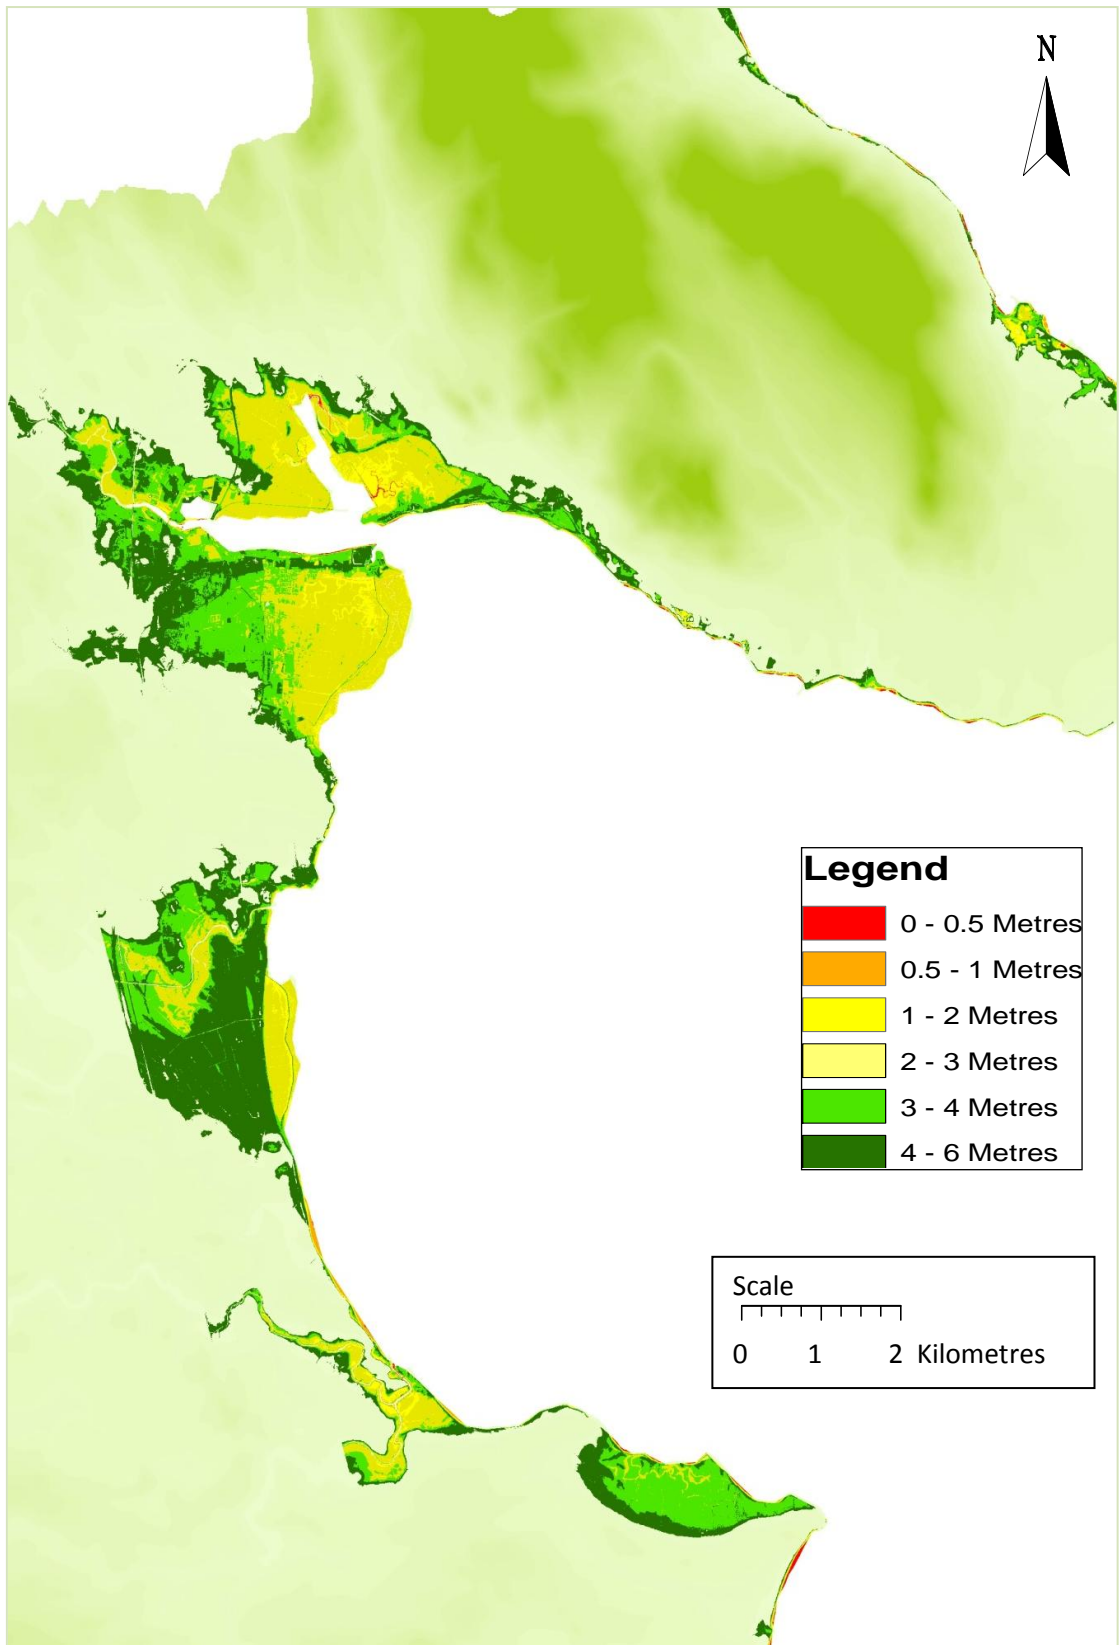 N
Legend
0 - 0.5 Metres
0.5 - 1 Metres
1 - 2 Metres
2 - 3 Metres
3 - 4 Metres
4 - 6 Metres
Scale
0 1 2 Kilometres